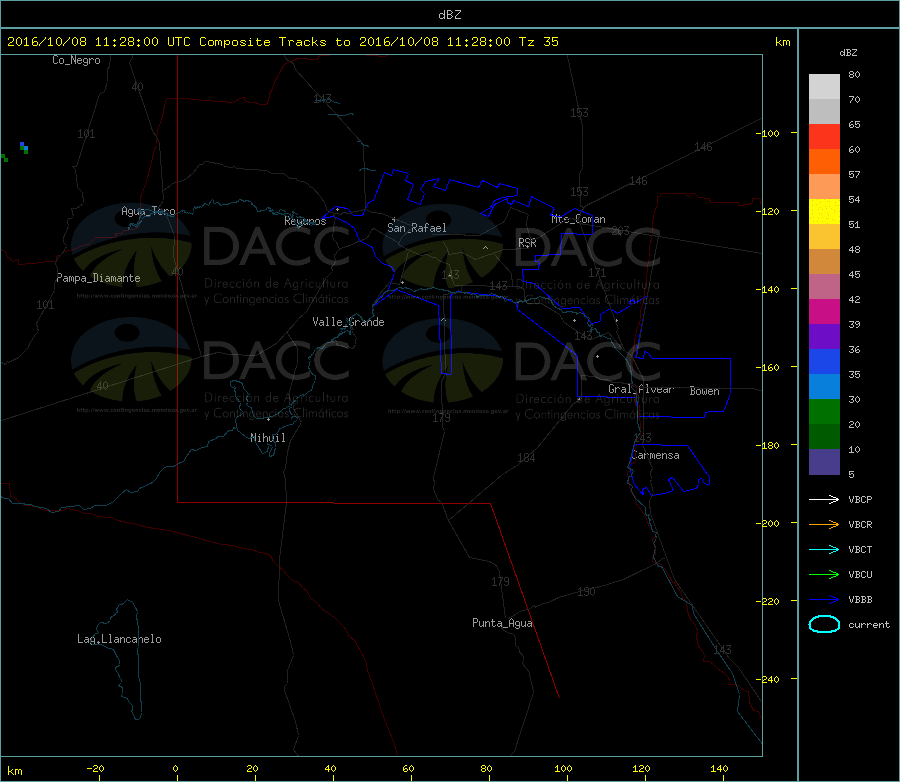 dBZ
2016/10/08 11:28:00 UTC Composite Tracks to 2016/10/08 11:28:00 Tz 35
km
dBZ
Co_Negro
40
143
153
101
146
100
80
70
65
60
57
54
51
48
45
42
39
36
35
30
20
10
5
146
153
Agua_Toro
Reyunos
San_Rafael
Mte_Coman
120
203
RSR
DACC
DACC
Dirección de Agricultura
y Contingencias Climáticas
Dirección de Agricultura
y Contingencias Climáticas
http://www.contingencias.mendoza.gov.ar
http://www.contingencias.mendoza.gov.ar
Pampa_Diamante
40
143
143
171
140
101
Valle_Grande
143
DACC
DACC
160
40
Gral_Alvear
Bowen
Dirección de Agricultura
y Contingencias Climáticas
Dirección de Agricultura
y Contingencias Climáticas
http://www.contingencias.mendoza.gov.ar
http://www.contingencias.mendoza.gov.ar
179
Nihuil
143
180
184
Carmensa
VBCP
200
VBCR
VBCT
179
190
VBCU
220
VBBB
Punta_Agua
current
Lag.Llancanelo
143
240
km
-20
0
20
40
60
80
100
120
140